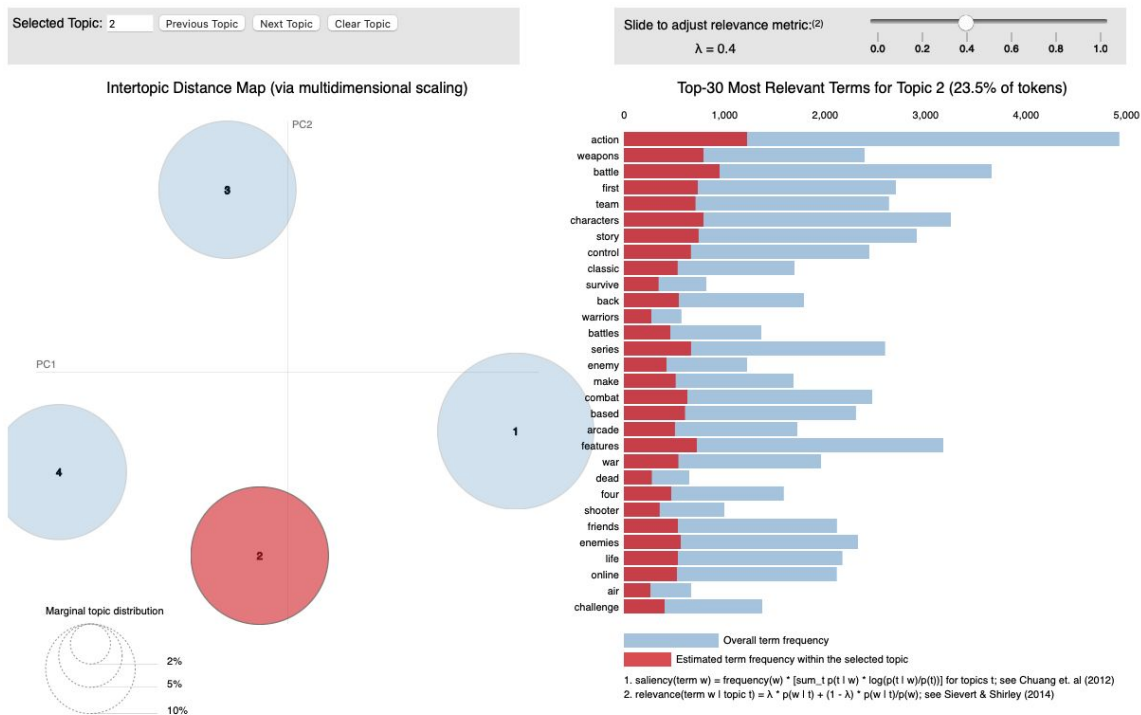 Selected Topic: 2 Previous Topic Next Topic Clear Topic
Slide to adjust relevance metric:(2)
λ = 0.4
0.0 0.2 0.4 0.6 0.8 1.0
Intertopic Distance Map (via multidimensional scaling)
PC2
PC1
3
1
4
2
Marginal topic distribution
2%
5%
10%
Top-30 Most Relevant Terms for Topic 2 (23.5% of tokens)
0 1,000 2,000 3,000 4,000 5,000
action
weapons
battle
first
team
characters
story
control
classic
survive
back
warriors
battles
series
enemy
make
combat
based
arcade
features
war
dead
four
shooter
friends
enemies
life
online
air
challenge
Overall term frequency
Estimated term frequency within the selected topic
1. saliency(term w) = frequency(w) * [sum_t p(t | w) * log(p(t | w)/p(t))] for topics t; see Chuang et. al (2012)
2. relevance(term w | topic t) = λ * p(w | t) + (1 - λ) * p(w | t)/p(w); see Sievert & Shirley (2014)